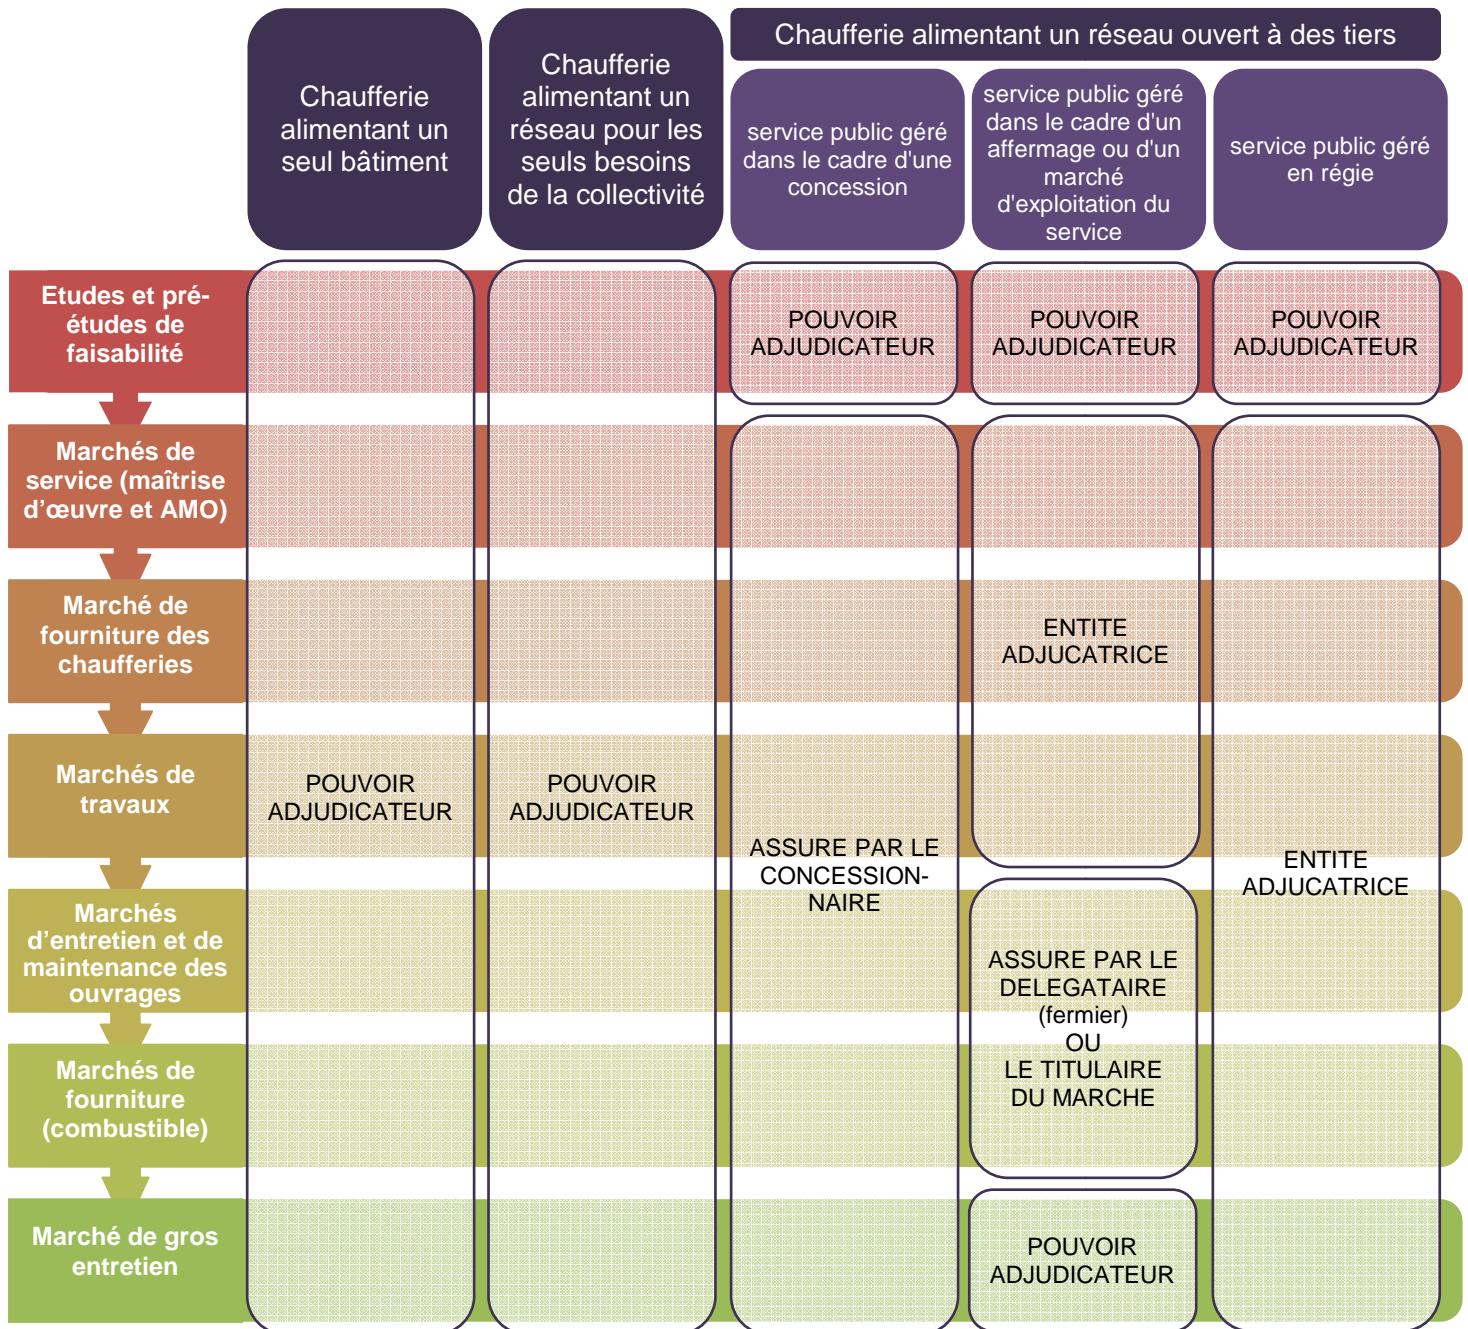 Chaufferie
alimentant un
seul bâtiment
Chaufferie
alimentant un
réseau pour les
seuls besoins
de la collectivité
Chaufferie alimentant un réseau ouvert à des tiers
service public géré
dans le cadre d'une
concession
service public géré
dans le cadre d'un
affermage ou d'un
marché
d'exploitation du
service
service public géré
en régie
Etudes et pré-
études de
faisabilité
POUVOIR
ADJUDICATEUR
POUVOIR
ADJUDICATEUR
POUVOIR
ADJUDICATEUR
Marchés de
service (maîtrise
d’œuvre et AMO)
Marché de
fourniture des
chaufferies
ENTITE
ADJUCATRICE
Marchés de
travaux
POUVOIR
ADJUDICATEUR
POUVOIR
ADJUDICATEUR
ASSURE PAR LE
CONCESSION-
NAIRE
ENTITE
ADJUCATRICE
Marchés
d’entretien et de
maintenance des
ouvrages
ASSURE PAR LE
DELEGATAIRE
(fermier)
OU
LE TITULAIRE
DU MARCHE
Marchés de
fourniture
(combustible)
Marché de gros
entretien
POUVOIR
ADJUDICATEUR